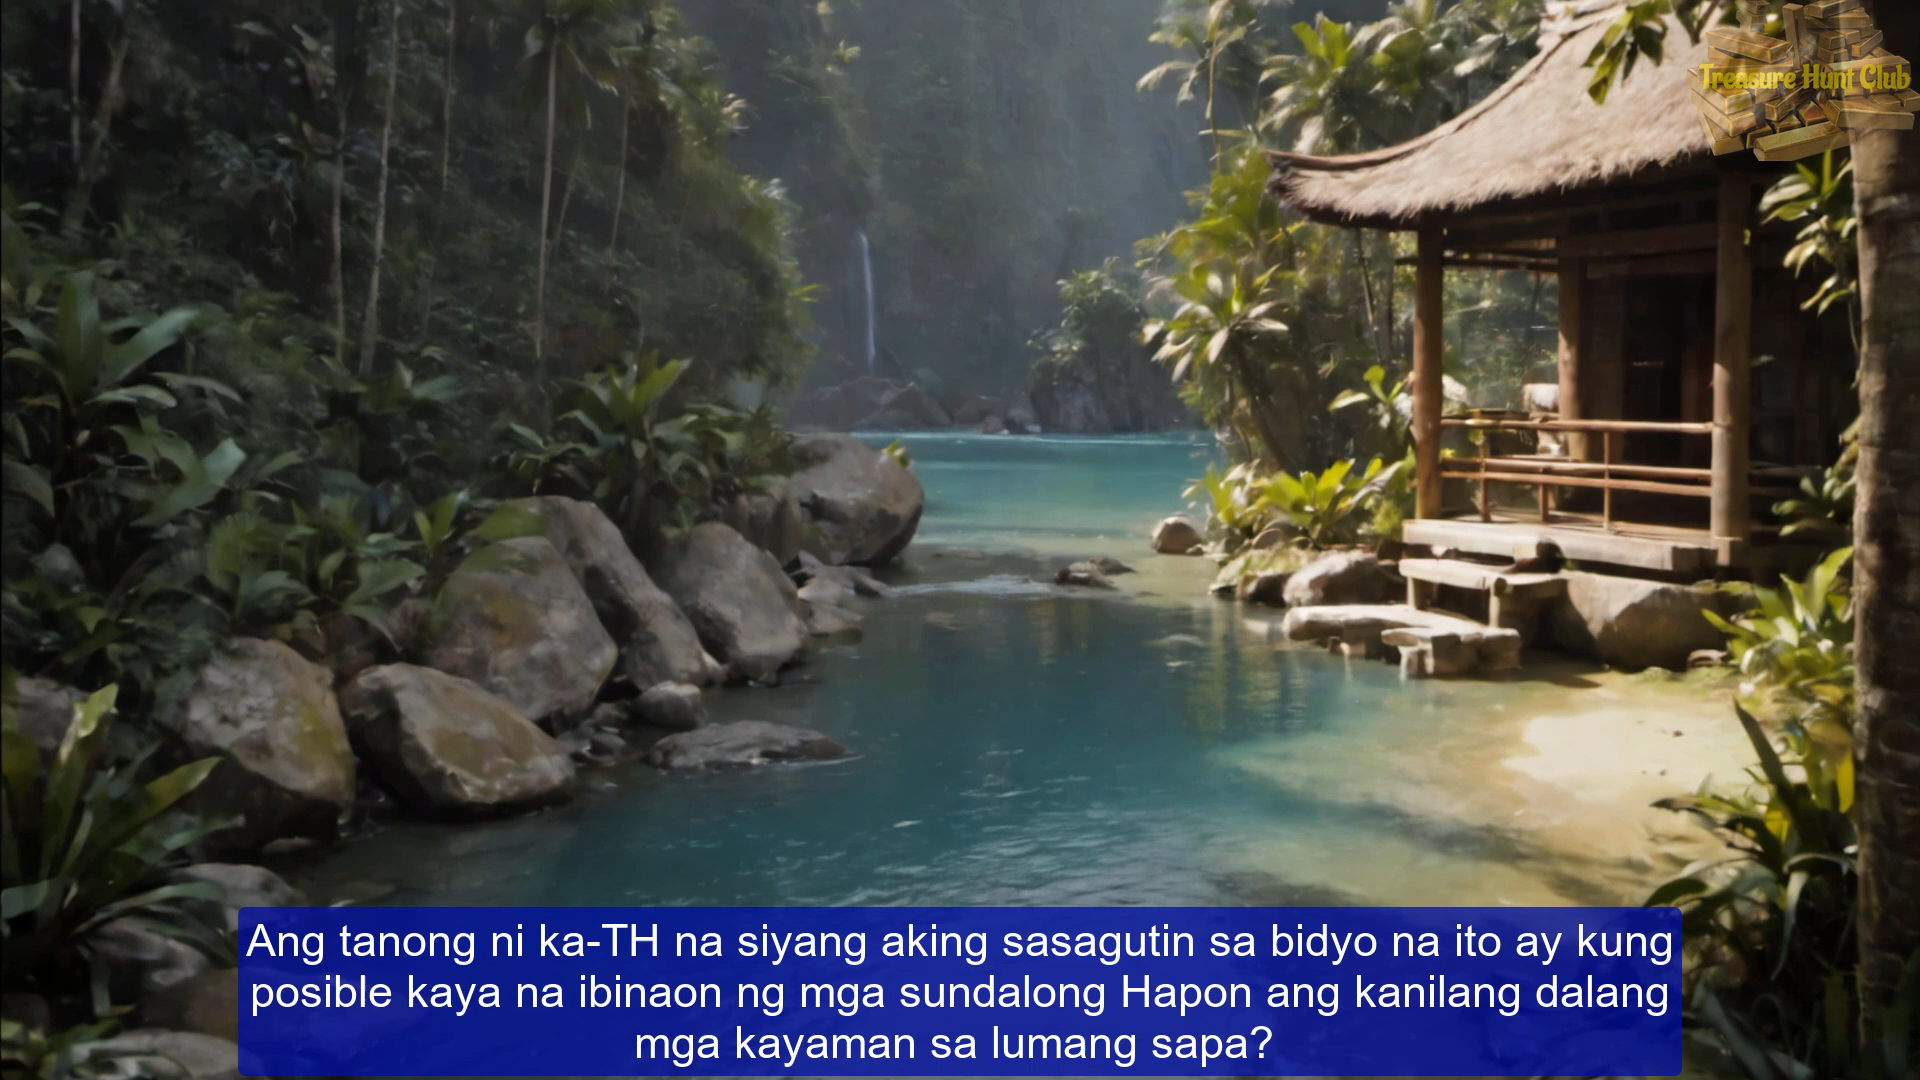 Treasure Hunt Club
Ang tanong ni ka-TH na siyang aking sasagutin sa bidyo na ito ay kung
posible kaya na ibinaon ng mga sundalong Hapon ang kanilang dalang
mga kayaman sa lumang sapa?